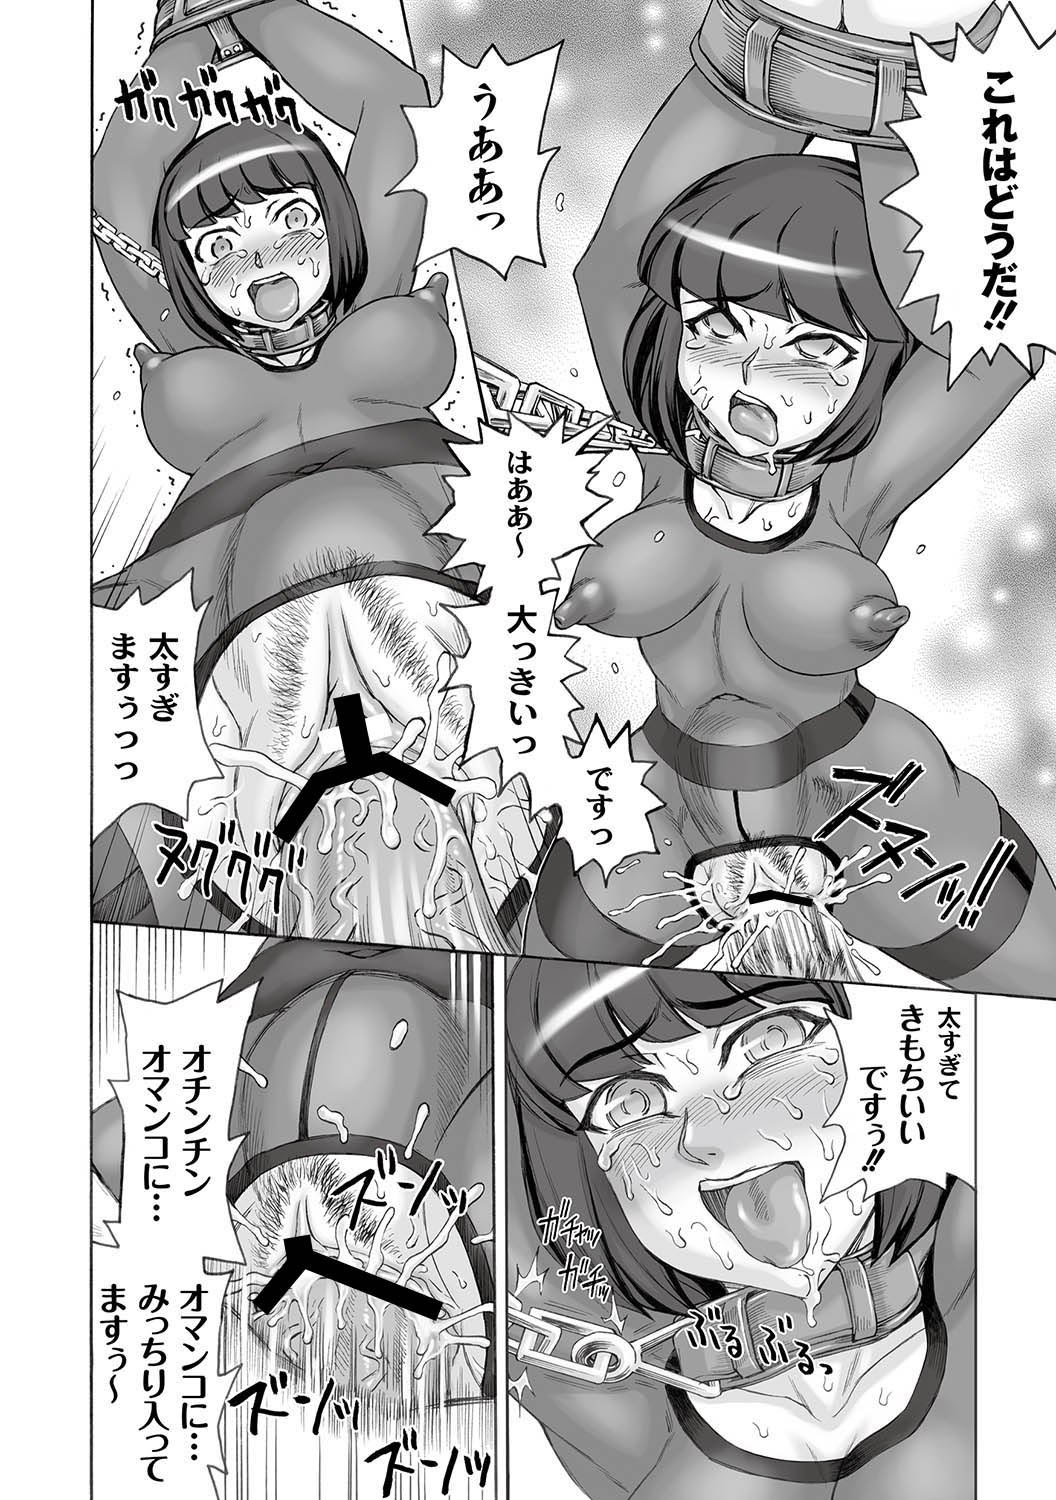 これはどうだ!!
ズヌンッ!!
はああ～
大っきいっ
ですっ
うああっ
ガクガクガク
太すぎ
ますぅっっ
ヌググググ
太すぎて
きもちいい
ですぅ!!
ガチャッ
ガチッ
ぶるぶるっ
オチンチン
オマンコに…
オマンコに…
みっちり入って
ますぅ～
ズーッ
ズーッ
ズーッ